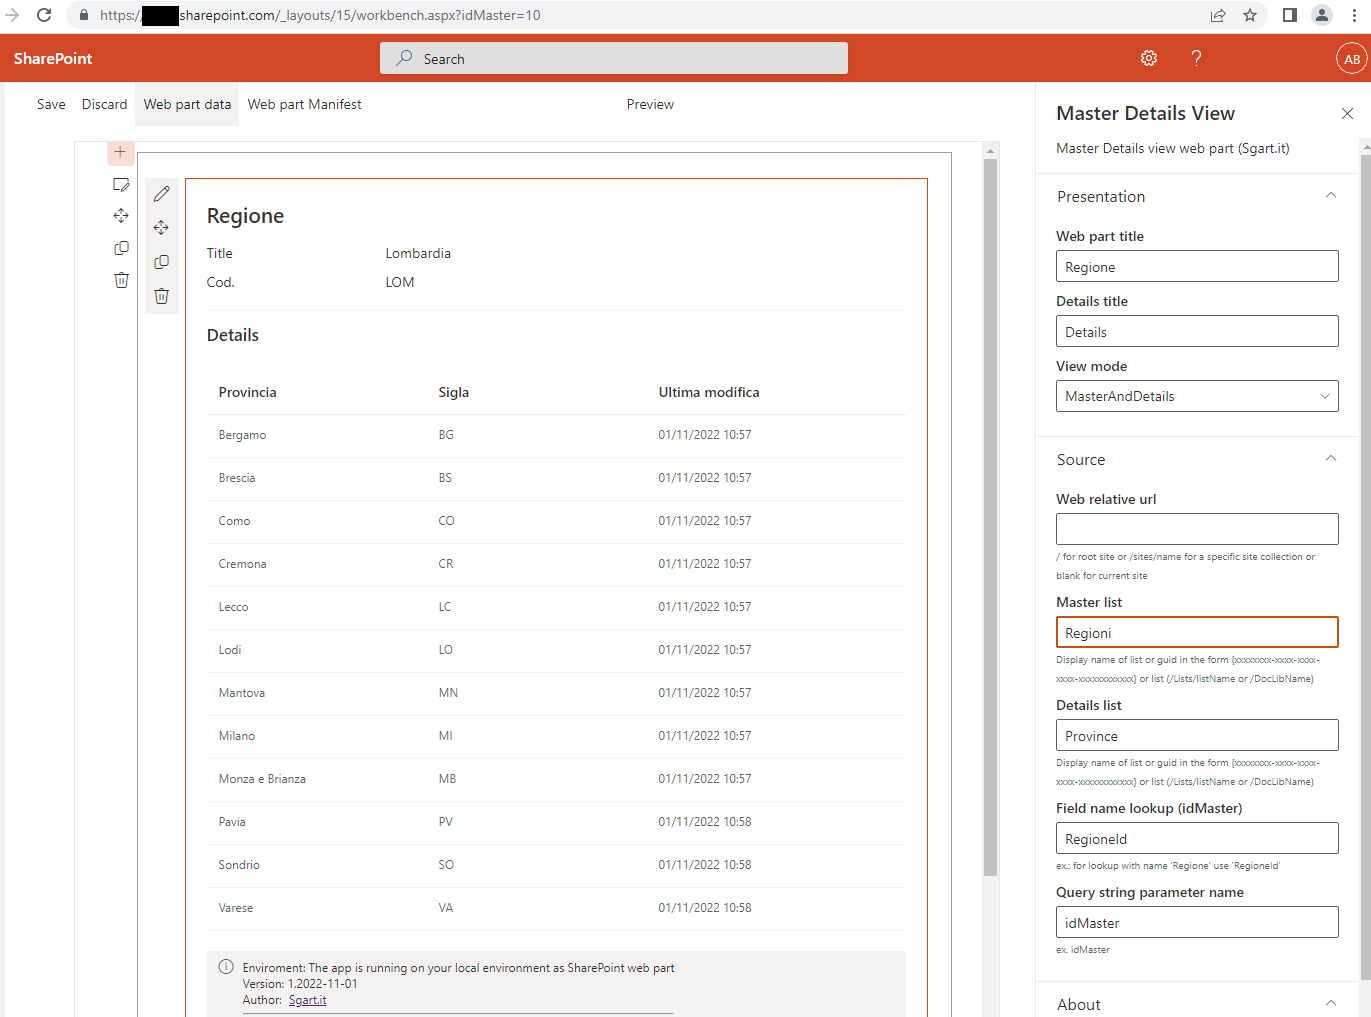 https:/ sharepoint.com/_layouts/15/workbench.aspx?idMaster=10
SharePoint
Search
AB
Save Discard Web part data Web part Manifest Preview
Regione
Title Lombardia
Cod. LOM
Details
Provincia Sigla Ultima modifica
Bergamo BG 01/11/2022 10:57
Brescia BS 01/11/2022 10:57
Como CO 01/11/2022 10:57
Cremona CR 01/11/2022 10:57
Lecco LC 01/11/2022 10:57
Lodi LO 01/11/2022 10:57
Mantova MN 01/11/2022 10:57
Milano MI 01/11/2022 10:57
Monza e Brianza MB 01/11/2022 10:57
Pavia PV 01/11/2022 10:58
Sondrio SO 01/11/2022 10:58
Varese VA 01/11/2022 10:58
Enviroment: The app is running on your local environment as SharePoint web part
Version: 1.2022-11-01
Author: Sgart.it
Master Details View
Master Details view web part (Sgart.it)
Presentation
Web part title
Regione
Details title
Details
View mode
MasterAndDetails
Source
Web relative url
/ for root site or /sites/name for a specific site collection or
blank for current site
Master list
Regioni
Display name of list or guid in the form {xxxxxxxx-xxxx-xxxx-
xxxx-xxxxxxxxxxxx} or list (/Lists/listName or /DocLibName)
Details list
Province
Display name of list or guid in the form {xxxxxxxx-xxxx-xxxx-
xxxx-xxxxxxxxxxxx} or list (/Lists/listName or /DocLibName)
Field name lookup (idMaster)
RegioneId
ex.: for lookup with name 'Regione' use 'RegioneId'
Query string parameter name
idMaster
ex. idMaster
About